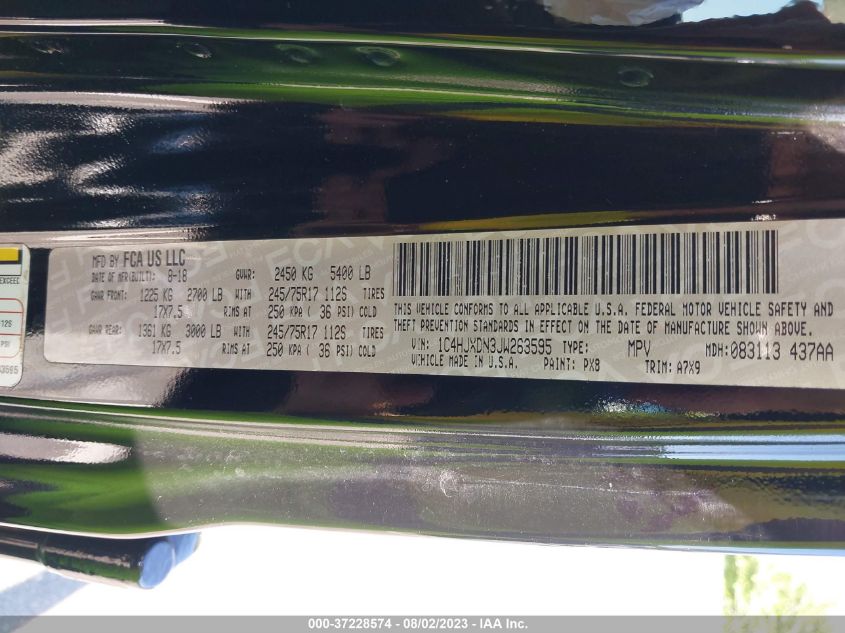 EXCEED
12S
PSI
63595
MFD BY FCA US LLC
DATE OF MFR(BUILT): 8-18 GVWR: 2450 KG 5400 LB
GAWR FRONT: 1225 KG 2700 LB WITH 245/75R17 112S TIRES
17X7.5 RIMS AT 250 KPA ( 36 PSI) COLD
GAWR REAR: 1361 KG 3000 LB WITH 245/75R17 112S TIRES
17X7.5 RIMS AT 250 KPA ( 36 PSI) COLD
THIS VEHICLE CONFORMS TO ALL APPLICABLE U.S.A. FEDERAL MOTOR VEHICLE SAFETY AND
THEFT PREVENTION STANDARDS IN EFFECT ON THE DATE OF MANUFACTURE SHOWN ABOVE.
VIN: 1C4HJXDN3JW263595 TYPE: MPV MDH: 083113 437AA
VEHICLE MADE IN U.S.A. PAINT: PX8 TRIM: A7X9
000-37228574 — 08/02/2023 — IAA Inc.